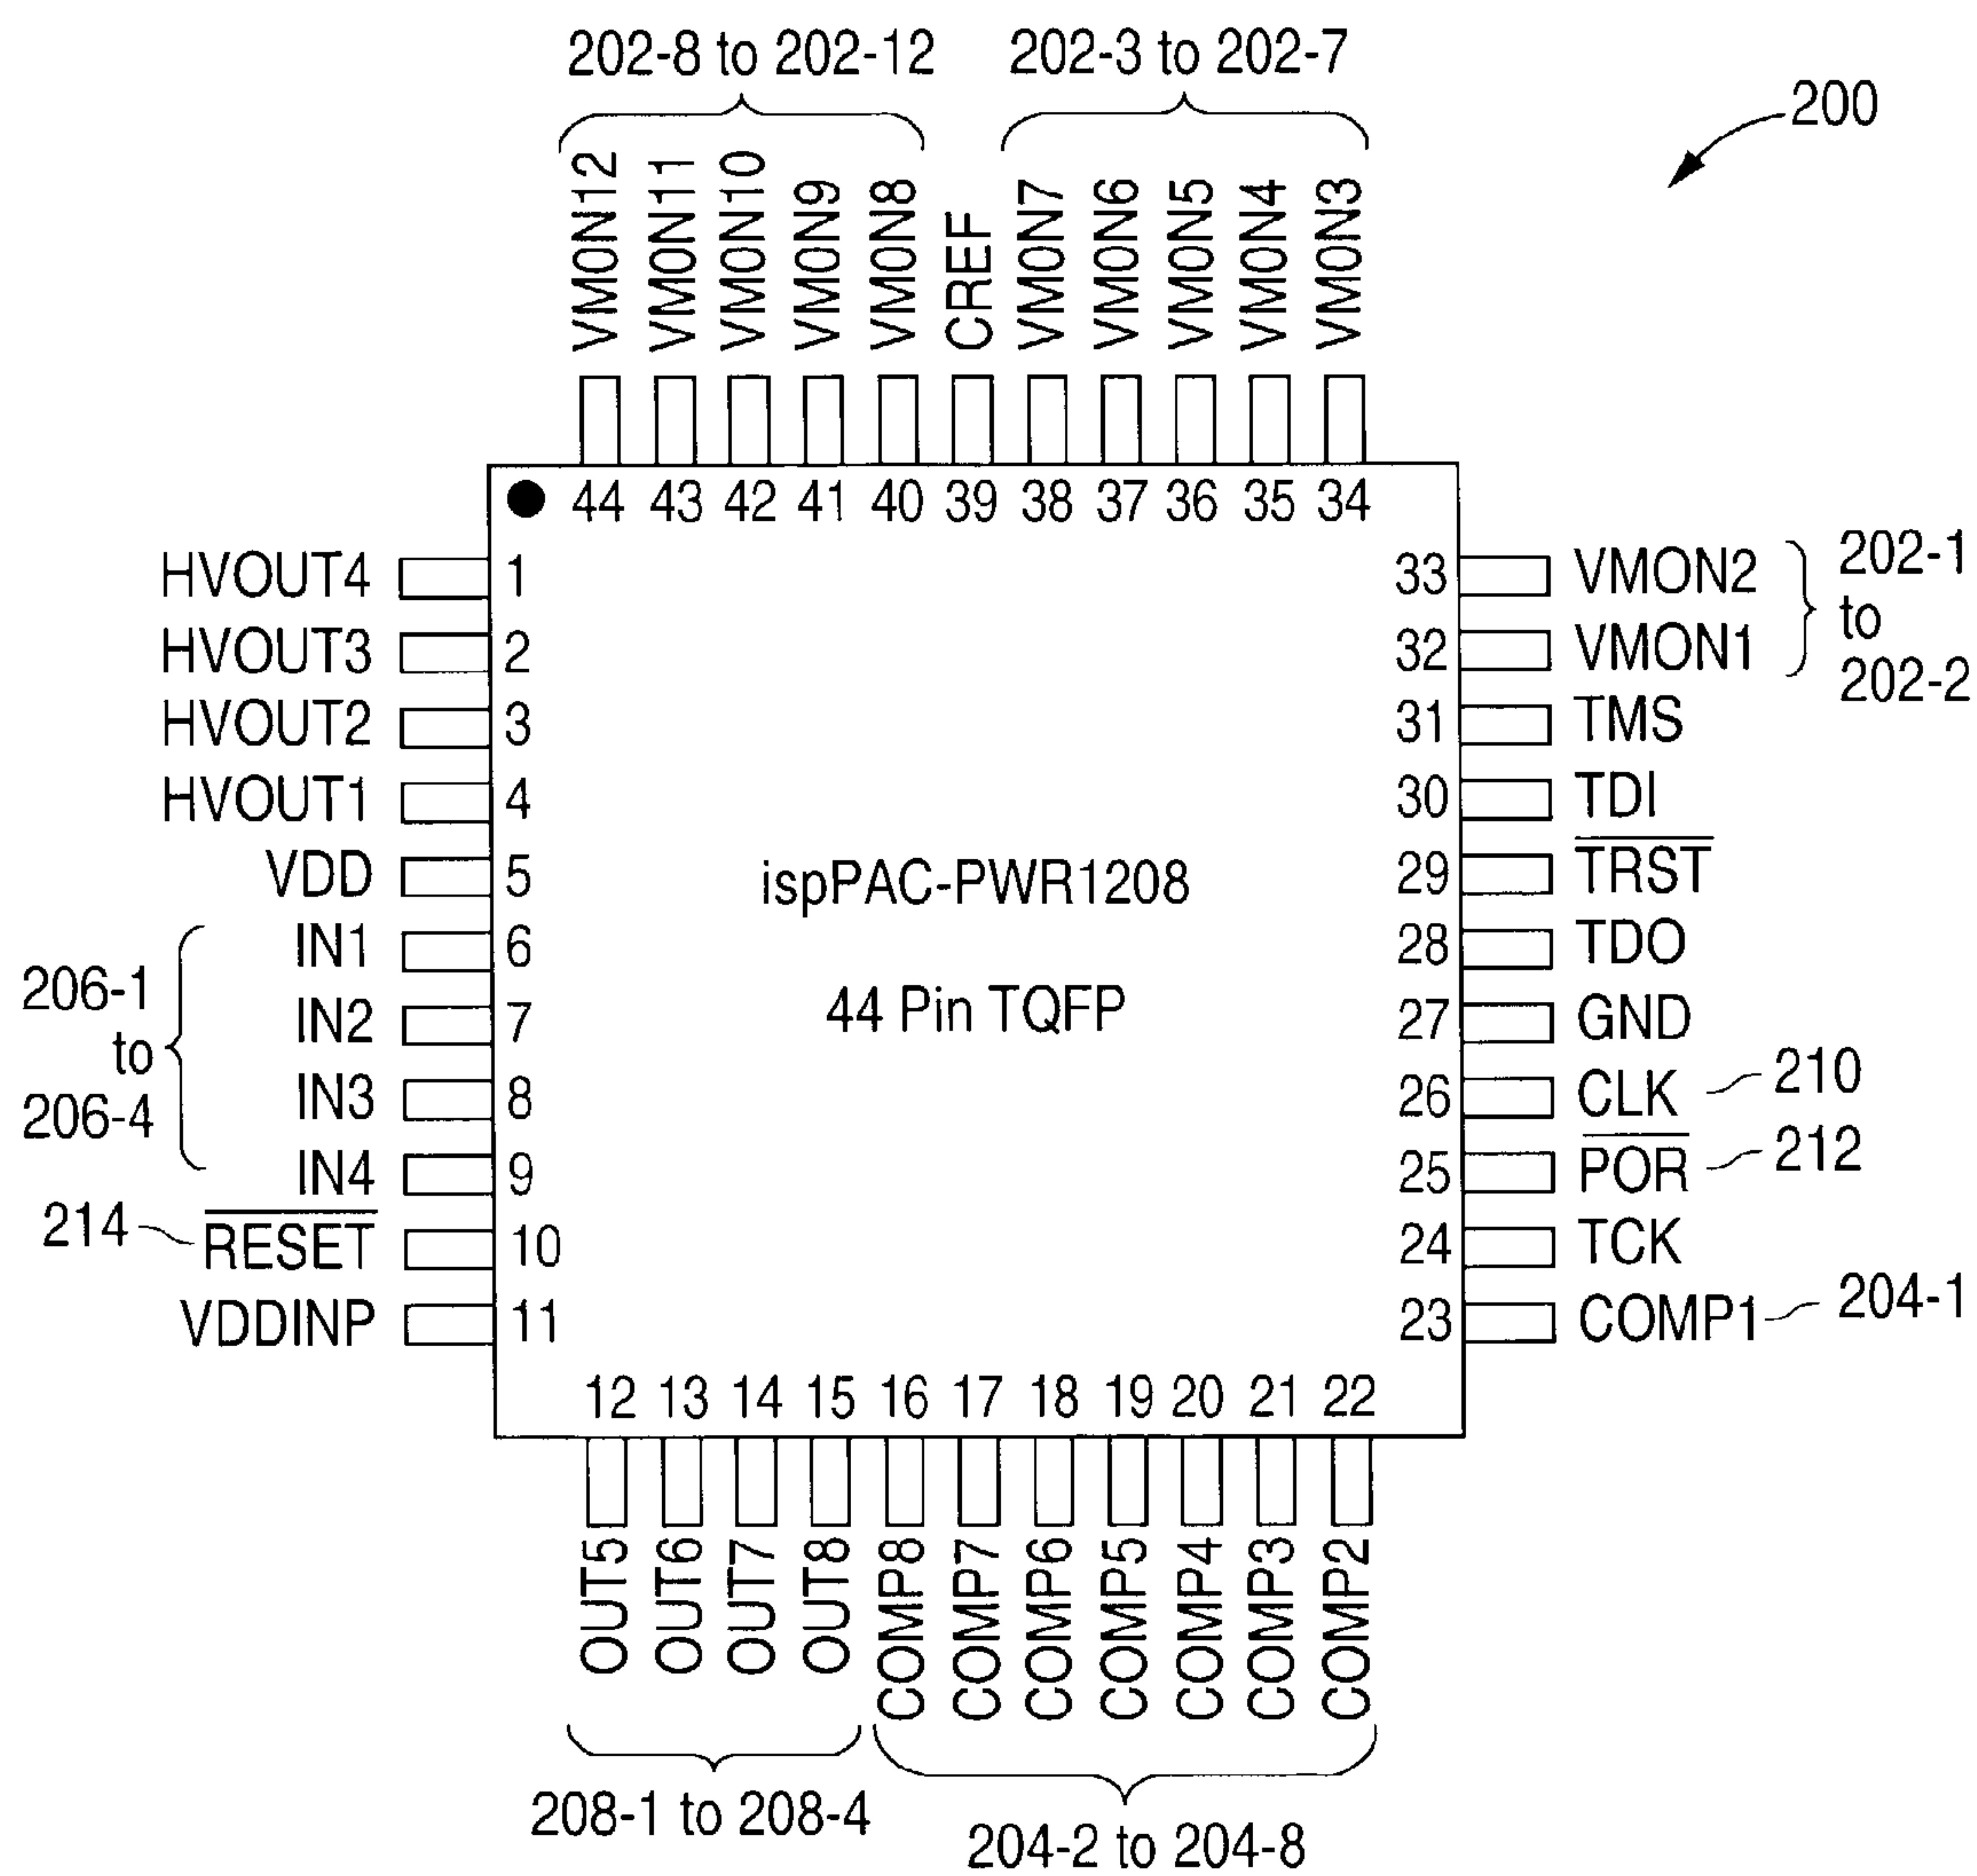 202-8 to 202-12
202-3 to 202-7
200
VMON12
VMON11
VMON10
VMON9
VMON8
CREF
VMON7
VMON6
VMON5
VMON4
VMON3
44 43 42 41 40 39 38 37 36 35 34
HVOUT4 1
HVOUT3 2
HVOUT2 3
HVOUT1 4
VDD 5
IN1 6
IN2 7
IN3 8
IN4 9
206-1
to
206-4
214 RESET 10
VDDINP 11
ispPAC-PWR1208
44 Pin TQFP
33 VMON2
32 VMON1
202-1
to
202-2
31 TMS
30 TDI
29 TRST
28 TDO
27 GND
26 CLK 210
25 POR 212
24 TCK
23 COMP1 204-1
12 13 14 15 16 17 18 19 20 21 22
OUT5
OUT6
OUT7
OUT8
COMP8
COMP7
COMP6
COMP5
COMP4
COMP3
COMP2
208-1 to 208-4
204-2 to 204-8